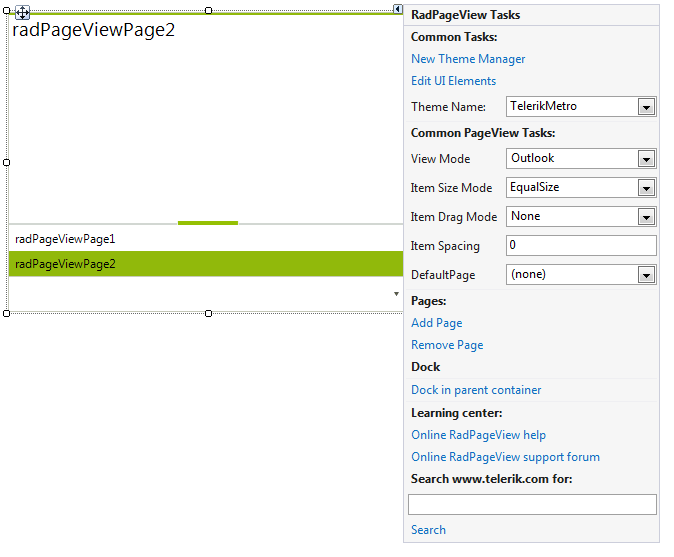 radPageViewPage2
radPageViewPage1
radPageViewPage2
RadPageView Tasks
Common Tasks:
New Theme Manager
Edit UI Elements
Theme Name: TelerikMetro
Common PageView Tasks:
View Mode Outlook
Item Size Mode EqualSize
Item Drag Mode None
Item Spacing 0
DefaultPage (none)
Pages:
Add Page
Remove Page
Dock
Dock in parent container
Learning center:
Online RadPageView help
Online RadPageView support forum
Search www.telerik.com for:
Search